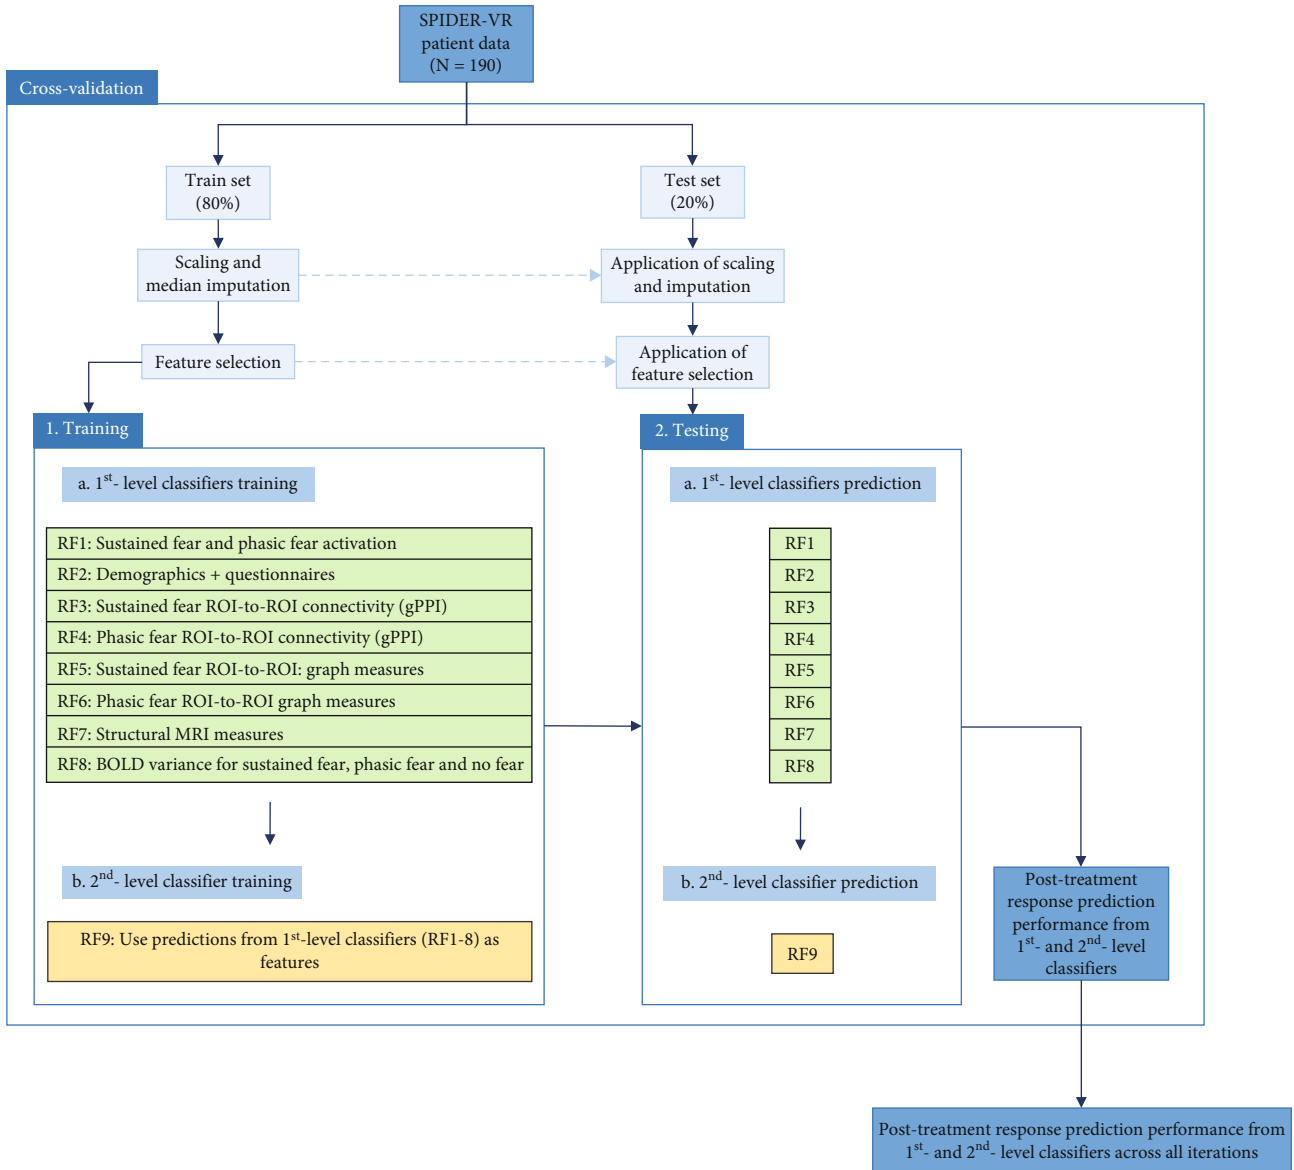 SPIDER-VR
patient data
(N = 190)
Cross-validation
Train set
(80%)
Test set
(20%)
Scaling and
median imputation
Application of scaling
and imputation
Feature selection
Application of
feature selection
1. Training
2. Testing
a. 1st- level classifiers training
a. 1st- level classifiers prediction
RF1: Sustained fear and phasic fear activation
RF2: Demographics + questionnaires
RF3: Sustained fear ROI-to-ROI connectivity (gPPI)
RF4: Phasic fear ROI-to-ROI connectivity (gPPI)
RF5: Sustained fear ROI-to-ROI: graph measures
RF6: Phasic fear ROI-to-ROI graph measures
RF7: Structural MRI measures
RF8: BOLD variance for sustained fear, phasic fear and no fear
RF1
RF2
RF3
RF4
RF5
RF6
RF7
RF8
b. 2nd- level classifier training
b. 2nd- level classifier prediction
RF9: Use predictions from 1st-level classifiers (RF1-8) as
features
RF9
Post-treatment
response prediction
performance from
1st- and 2nd- level
classifiers
Post-treatment response prediction performance from
1st- and 2nd- level classifiers across all iterations